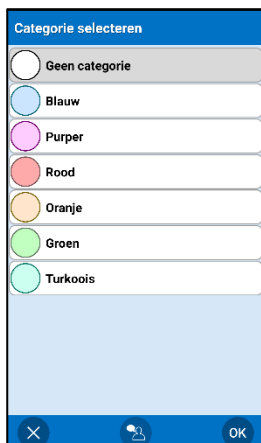 Categorie selecteren
Geen categorie
Blauw
Purper
Rood
Oranje
Groen
Turkoois
OK